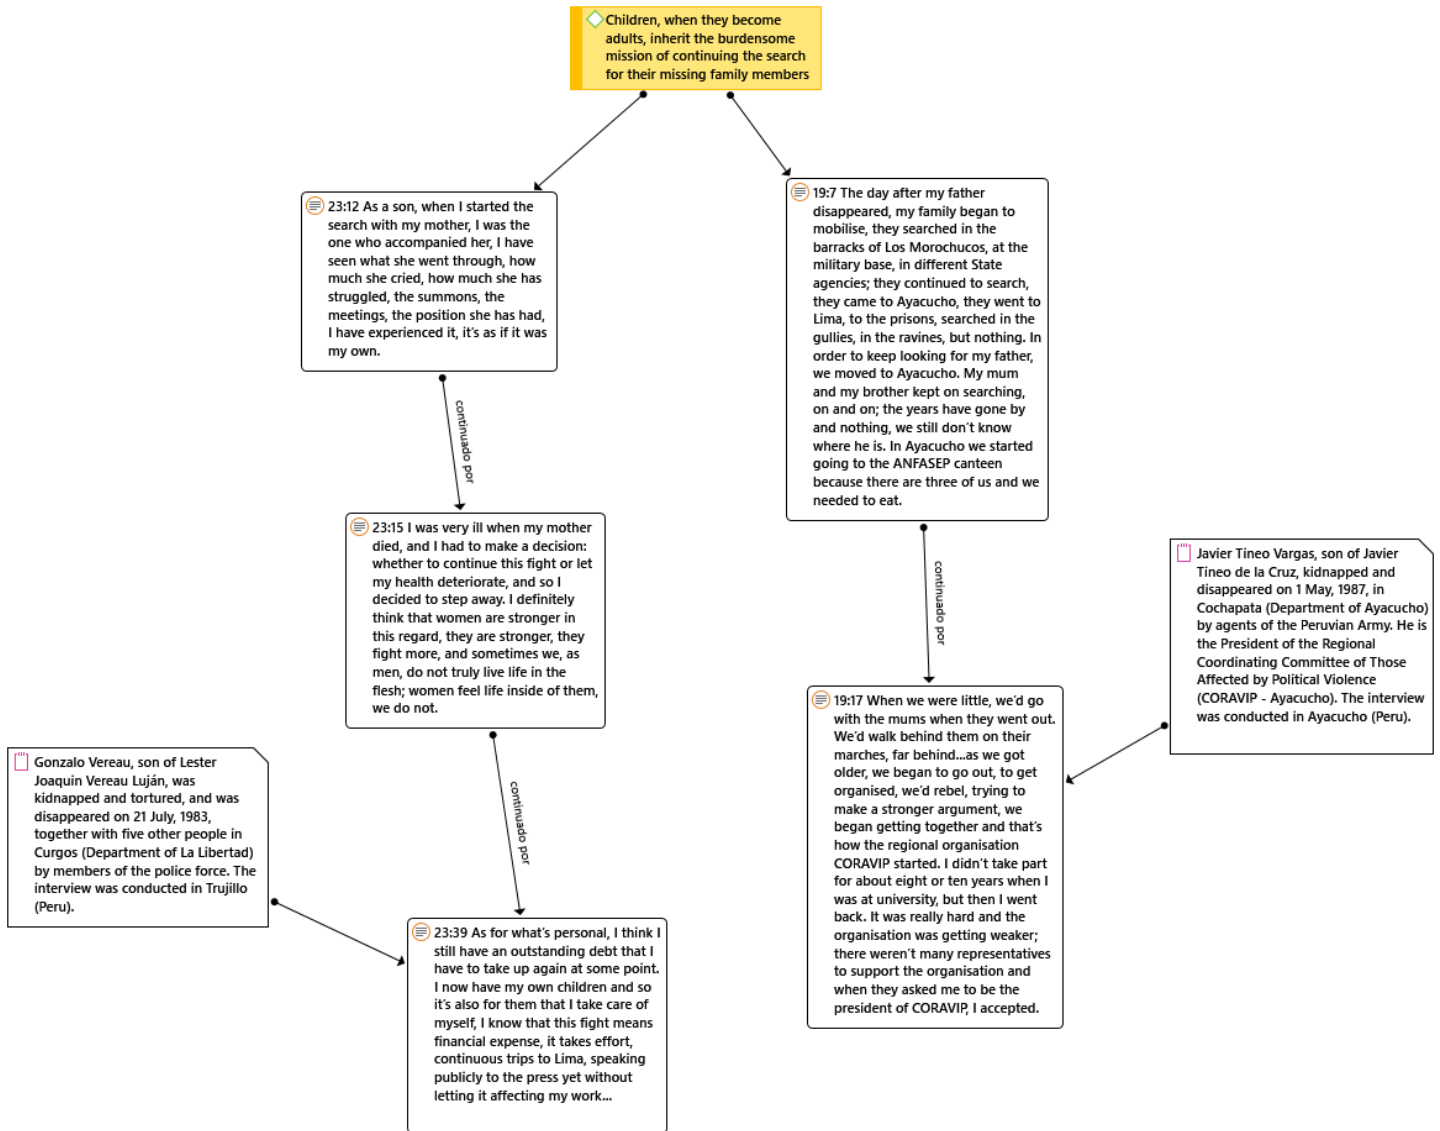 Children, when they become
adults, inherit the burdensome
mission of continuing the search
for their missing family members
23:12 As a son, when I started the
search with my mother, I was the
one who accompanied her, I have
seen what she went through, how
much she cried, how much she has
struggled, the summons, the
meetings, the position she has had,
I have experienced it, it's as if it was
my own.
continuado por
23:15 I was very ill when my mother
died, and I had to make a decision:
whether to continue this fight or let
my health deteriorate, and so I
decided to step away. I definitely
think that women are stronger in
this regard, they are stronger, they
fight more, and sometimes we, as
men, do not truly live life in the
flesh; women feel life inside of them,
we do not.
continuado por
Gonzalo Vereau, son of Lester
Joaquin Vereau Luján, was
kidnapped and tortured, and was
disappeared on 21 July, 1983,
together with five other people in
Curgos (Department of La Libertad)
by members of the police force. The
interview was conducted in Trujillo
(Peru).
23:39 As for what's personal, I think I
still have an outstanding debt that I
have to take up again at some point.
I now have my own children and so
it's also for them that I take care of
myself, I know that this fight means
financial expense, it takes effort,
continuous trips to Lima, speaking
publicly to the press yet without
letting it affecting my work...
19:7 The day after my father
disappeared, my family began to
mobilise, they searched in the
barracks of Los Morochucos, at the
military base, in different State
agencies; they continued to search,
they came to Ayacucho, they went to
Lima, to the prisons, searched in the
gullies, in the ravines, but nothing. In
order to keep looking for my father,
we moved to Ayacucho. My mum
and my brother kept on searching,
on and on; the years have gone by
and nothing, we still don't know
where he is. In Ayacucho we started
going to the ANFASEP canteen
because there are three of us and we
needed to eat.
continuado por
Javier Tineo Vargas, son of Javier
Tineo de la Cruz, kidnapped and
disappeared on 1 May, 1987, in
Cochapata (Department of Ayacucho)
by agents of the Peruvian Army. He is
the President of the Regional
Coordinating Committee of Those
Affected by Political Violence
(CORAVIP - Ayacucho). The interview
was conducted in Ayacucho (Peru).
19:17 When we were little, we'd go
with the mums when they went out.
We'd walk behind them on their
marches, far behind...as we got
older, we began to go out, to get
organised, we'd rebel, trying to
make a stronger argument, we
began getting together and that's
how the regional organisation
CORAVIP started. I didn't take part
for about eight or ten years when I
was at university, but then I went
back. It was really hard and the
organisation was getting weaker;
there weren't many representatives
to support the organisation and
when they asked me to be the
president of CORAVIP, I accepted.